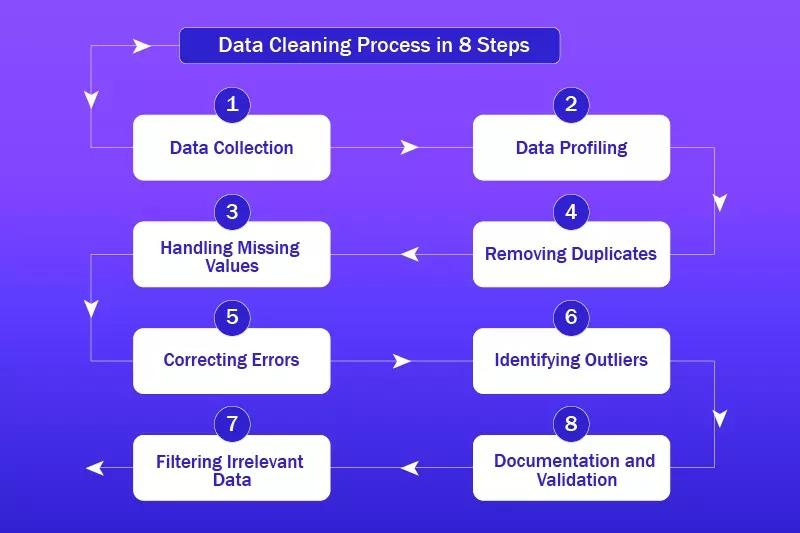 Data Cleaning Process in 8 Steps
1
Data Collection
2
Data Profiling
3
Handling Missing
Values
4
Removing Duplicates
5
Correcting Errors
6
Identifying Outliers
7
Filtering Irrelevant
Data
8
Documentation and
Validation